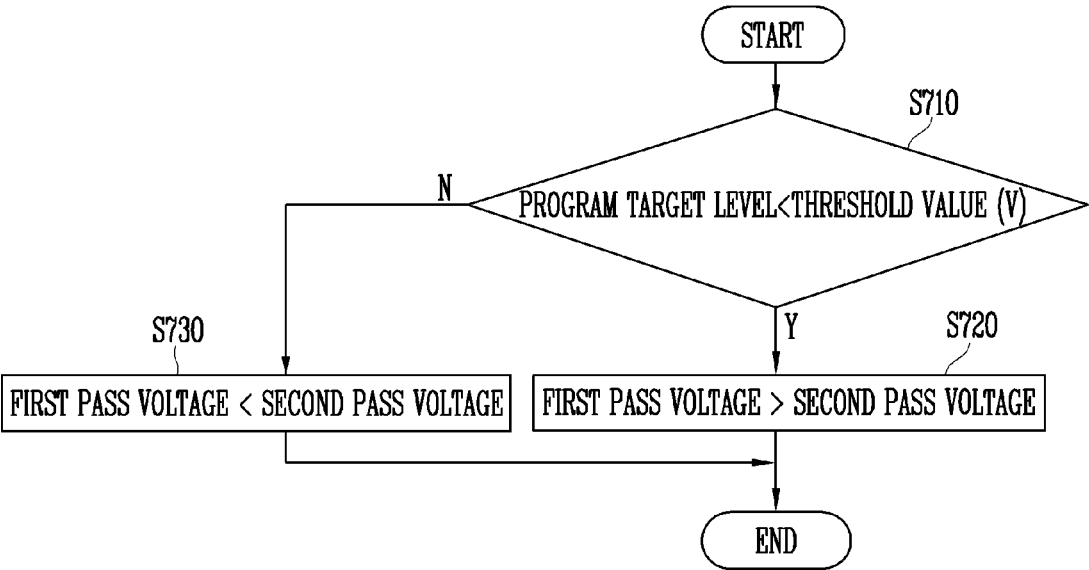 START
S710
N
PROGRAM TARGET LEVEL<THRESHOLD VALUE (V)
Y
S730
S720
FIRST PASS VOLTAGE < SECOND PASS VOLTAGE
FIRST PASS VOLTAGE > SECOND PASS VOLTAGE
END